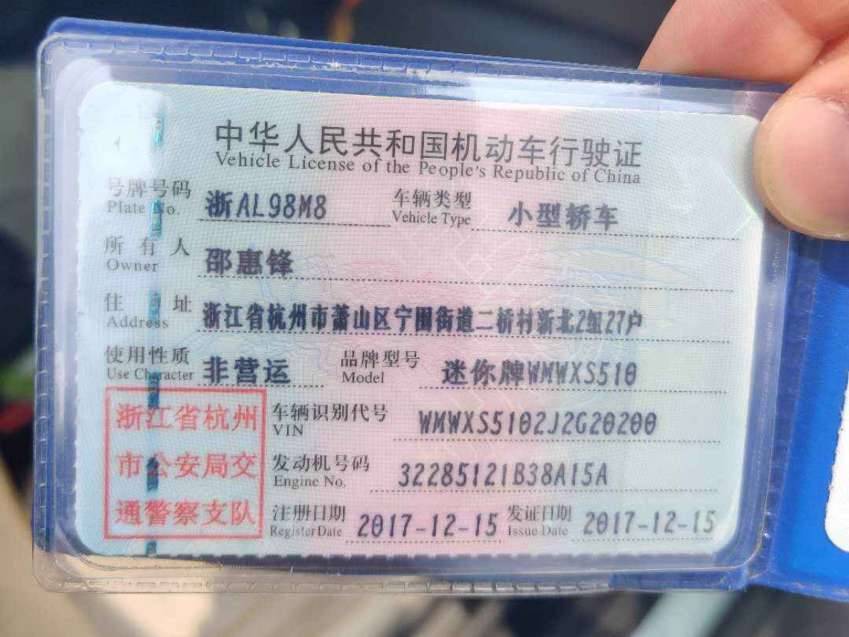 中华人民共和国机动车行驶证
Vehicle License of the People's Republic of China
号牌号码 浙AL98M8 车辆类型 小型轿车
Plate No. Vehicle Type
所有人 邵惠锋
Owner
住址 浙江省杭州市萧山区宁围街道二桥村新北2组27户
Address
使用性质 非营运 品牌型号 迷你牌WMWXS510
Use Character Model
浙江省杭州 车辆识别代号 WMWXS5102J2G20200
VIN
市公安局交 发动机号码 32285121B38A15A
Engine No.
通警察支队 注册日期 2017-12-15 发证日期 2017-12-15
Register Date Issue Date